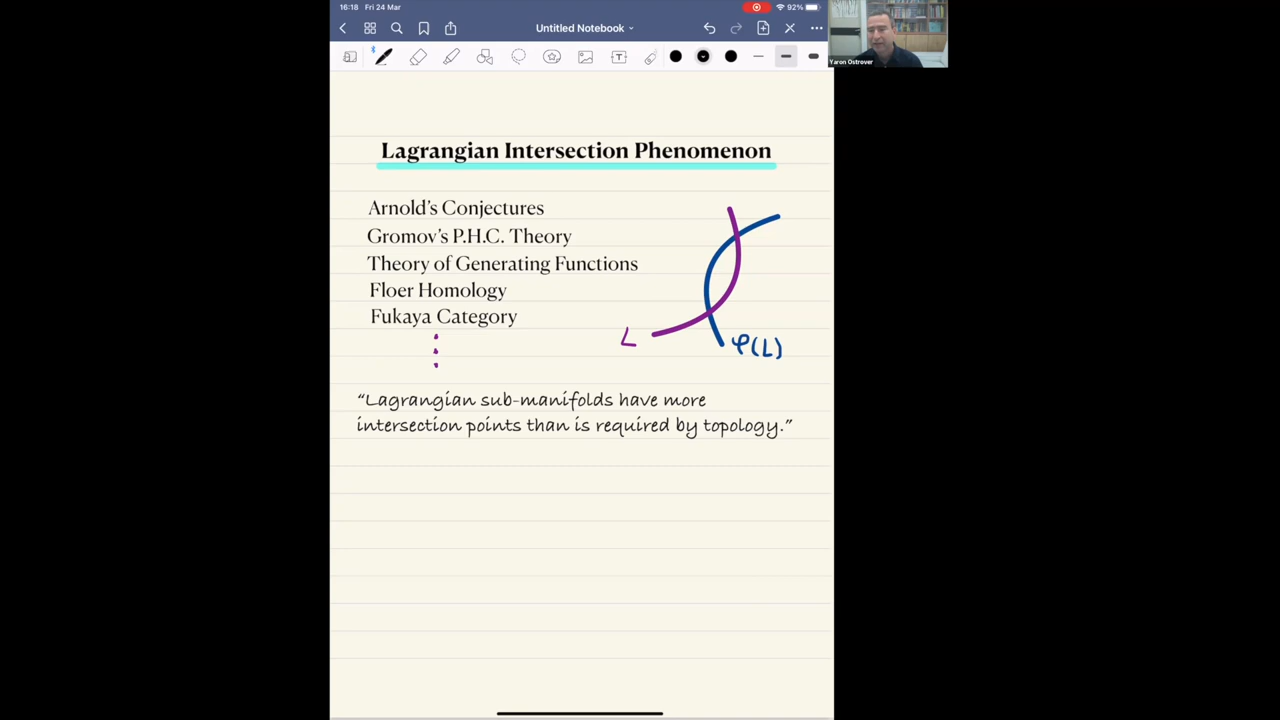 16:18 Fri 24 Mar
92%
Untitled Notebook
Yaron Ostrover
Lagrangian Intersection Phenomenon
Arnold's Conjectures
Gromov's P.H.C. Theory
Theory of Generating Functions
Floer Homology
Fukaya Category
L
φ(L)
"Lagrangian sub-manifolds have more
intersection points than is required by topology."